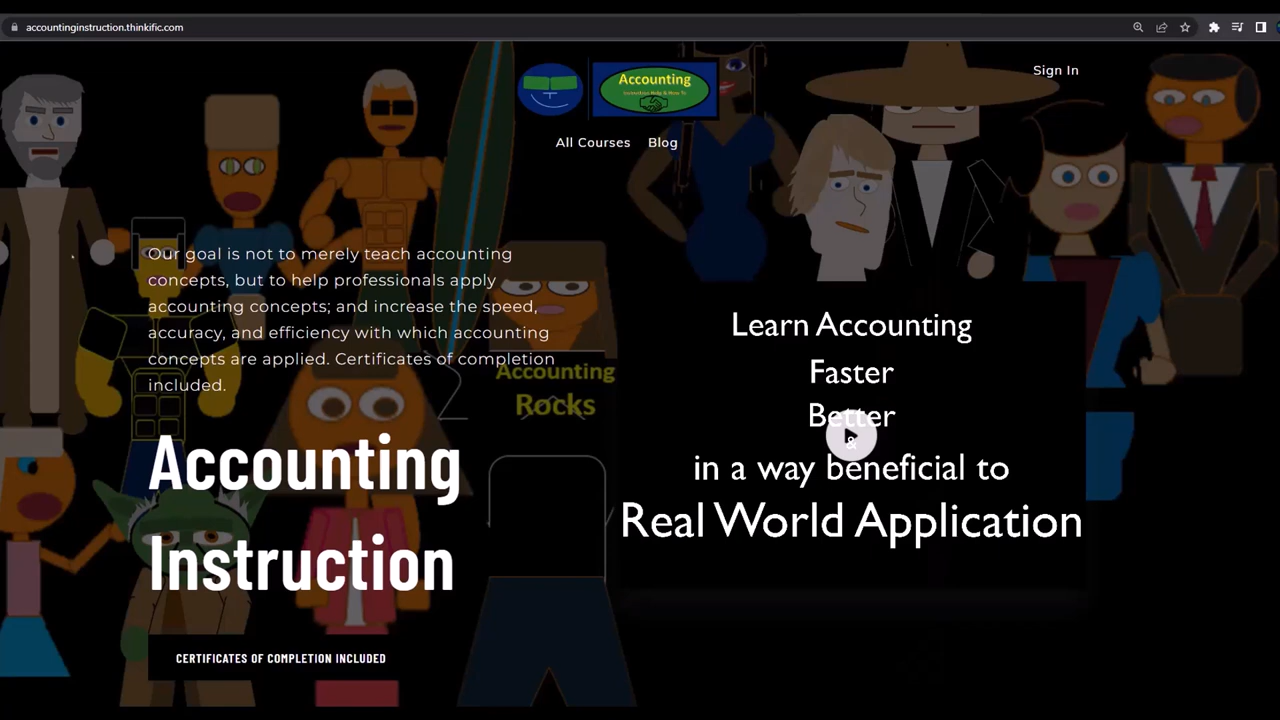 accountinginstruction.thinkific.com
Accounting
Sign In
All Courses
Blog
Our goal is not to merely teach accounting
concepts, but to help professionals apply
accounting concepts; and increase the speed,
accuracy, and efficiency with which accounting
concepts are applied. Certificates of completion
included.
Accounting
Rocks
Accounting
Instruction
CERTIFICATES OF COMPLETION INCLUDED
Learn Accounting
Faster
Better
&
in a way beneficial to
Real World Application